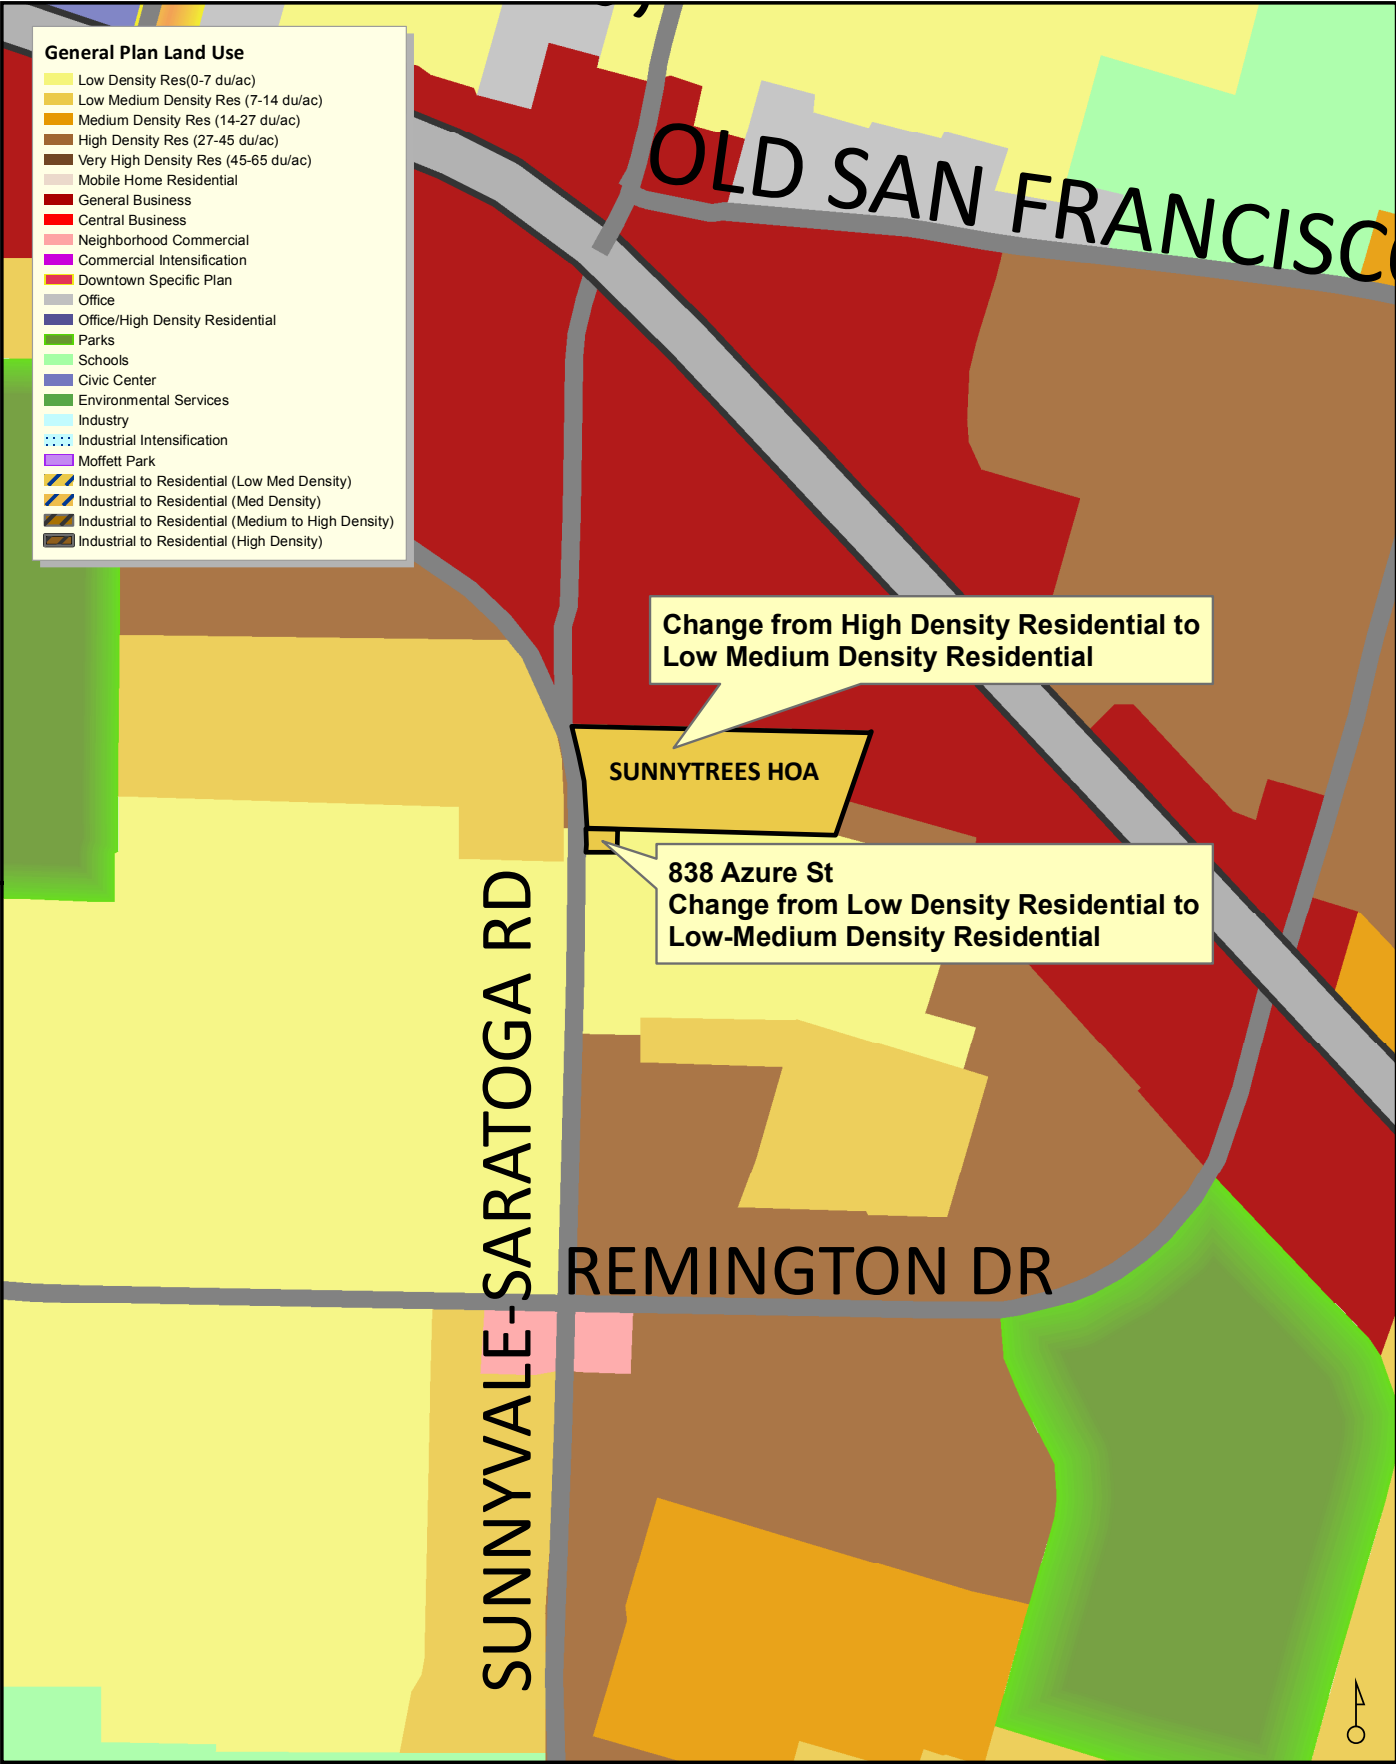 General Plan Land Use
Low Density Res(0-7 du/ac)
Low Medium Density Res (7-14 du/ac)
Medium Density Res (14-27 du/ac)
High Density Res (27-45 du/ac)
Very High Density Res (45-65 du/ac)
Mobile Home Residential
General Business
Central Business
Neighborhood Commercial
Commercial Intensification
Downtown Specific Plan
Office
Office/High Density Residential
Parks
Schools
Civic Center
Environmental Services
Industry
Industrial Intensification
Moffett Park
Industrial to Residential (Low Med Density)
Industrial to Residential (Med Density)
Industrial to Residential (Medium to High Density)
Industrial to Residential (High Density)
OLD SAN FRANCISC
Change from High Density Residential to
Low Medium Density Residential
SUNNYTREES HOA
838 Azure St
Change from Low Density Residential to
Low-Medium Density Residential
SUNNYVALE-SARATOGA RD
REMINGTON DR